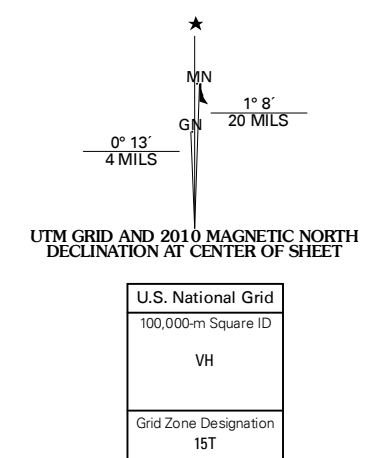 ★
MN
1° 8´
20 MILS
GN
0° 13´
4 MILS
UTM GRID AND 2010 MAGNETIC NORTH
DECLINATION AT CENTER OF SHEET
U.S. National Grid
100,000-m Square ID
VH
Grid Zone Designation
15T